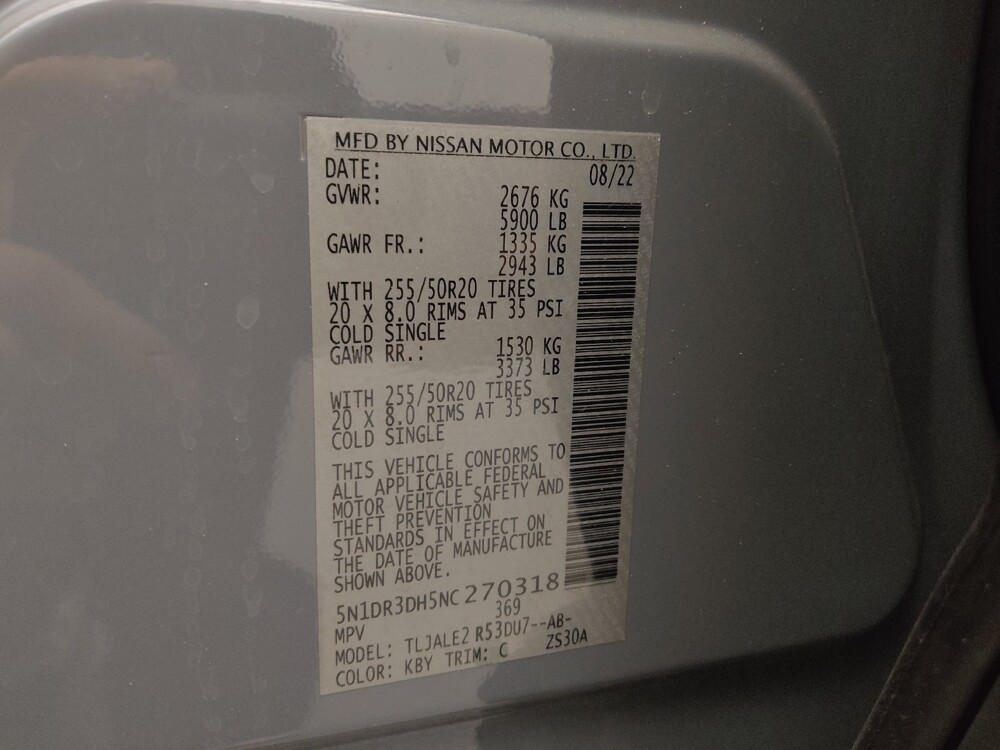 MFD BY NISSAN MOTOR CO., LTD.
DATE: 08/22
GVWR: 2676 KG
5900 LB
GAWR FR.: 1335 KG
2943 LB
WITH 255/50R20 TIRES
20 X 8.0 RIMS AT 35 PSI
COLD SINGLE
GAWR RR.: 1530 KG
3373 LB
WITH 255/50R20 TIRES
20 X 8.0 RIMS AT 35 PSI
COLD SINGLE
THIS VEHICLE CONFORMS TO
ALL APPLICABLE FEDERAL
MOTOR VEHICLE SAFETY AND
THEFT PREVENTION
STANDARDS IN EFFECT ON
THE DATE OF MANUFACTURE
SHOWN ABOVE.
5N1DR3DH5NC270318
MPV 369
MODEL: TLJALE2 R53DU7--AB-
COLOR: KBY TRIM: C ZS30A